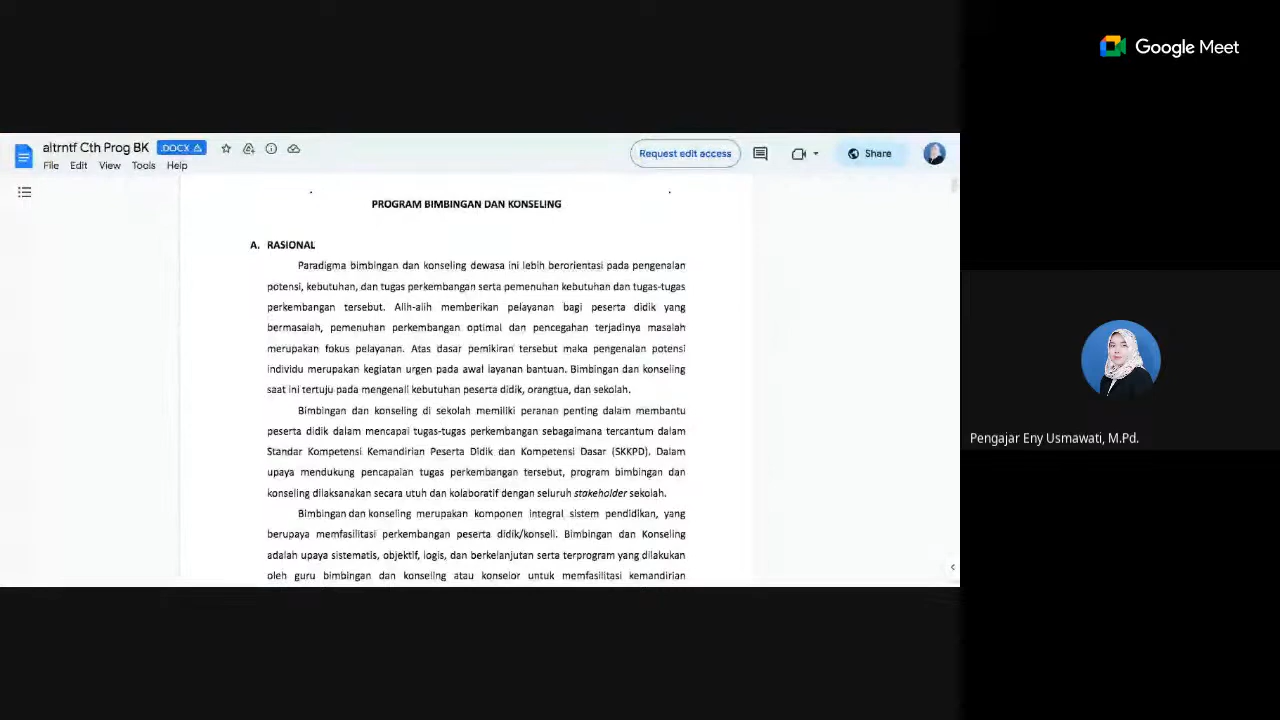 Google Meet
altrntf Cth Prog BK .DOCX
File Edit View Tools Help
Request edit access
Share
PROGRAM BIMBINGAN DAN KONSELING
A. RASIONAL
Paradigma bimbingan dan konseling dewasa ini lebih berorientasi pada pengenalan
potensi, kebutuhan, dan tugas perkembangan serta pemenuhan kebutuhan dan tugas-tugas
perkembangan tersebut. Alih-alih memberikan pelayanan bagi peserta didik yang
bermasalah, pemenuhan perkembangan optimal dan pencegahan terjadinya masalah
merupakan fokus pelayanan. Atas dasar pemikiran tersebut maka pengenalan potensi
individu merupakan kegiatan urgen pada awal layanan bantuan. Bimbingan dan konseling
saat ini tertuju pada mengenali kebutuhan peserta didik, orangtua, dan sekolah.
Bimbingan dan konseling di sekolah memiliki peranan penting dalam membantu
peserta didik dalam mencapai tugas-tugas perkembangan sebagaimana tercantum dalam
Standar Kompetensi Kemandirian Peserta Didik dan Kompetensi Dasar (SKKPD). Dalam
upaya mendukung pencapaian tugas perkembangan tersebut, program bimbingan dan
konseling dilaksanakan secara utuh dan kolaboratif dengan seluruh stakeholder sekolah.
Bimbingan dan konseling merupakan komponen integral sistem pendidikan, yang
berupaya memfasilitasi perkembangan peserta didik/konseli. Bimbingan dan Konseling
adalah upaya sistematis, objektif, logis, dan berkelanjutan serta terprogram yang dilakukan
oleh guru bimbingan dan konseling atau konselor untuk memfasilitasi kemandirian
Pengajar Eny Usmawati, M.Pd.